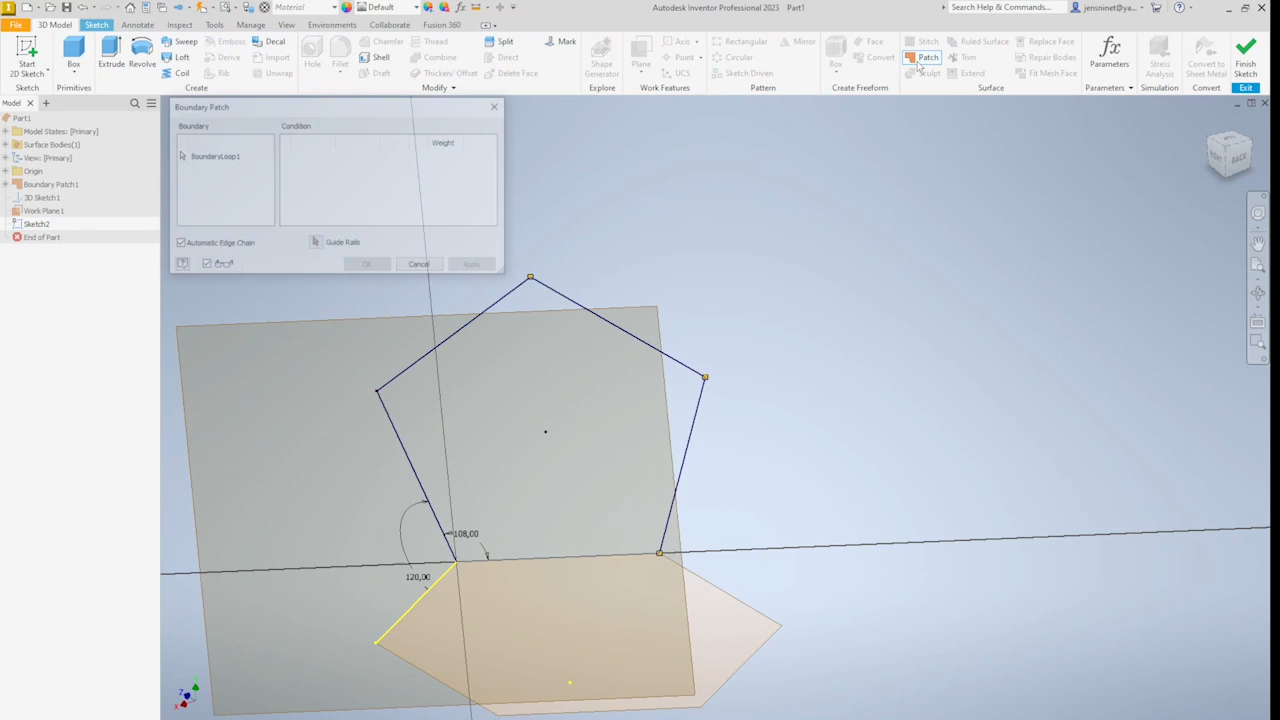 Material
Default
Autodesk Inventor Professional 2023 Part1
Search Help & Commands...
jensninet@ya...
File
3D Model
Sketch
Annotate
Inspect
Tools
Manage
View
Environments
Collaborate
Fusion 360
Start
2D Sketch
Box
Primitives
Extrude
Revolve
Sweep
Loft
Coil
Emboss
Rib
Decal
Import
Unwrap
Create
Hole
Fillet
Chamfer
Shell
Draft
Thread
Combine
Thicken/ Offset
Split
Direct
Delete Face
Modify
Mark
Shape
Generator
Explore
Plane
Axis
Point
UCS
Work Features
Rectangular
Circular
Sketch Driven
Mirror
Pattern
Box
Face
Convert
Create Freeform
Stitch
Patch
Sculpt
Ruled Surface
Trim
Extend
Replace Face
Repair Bodies
Fit Mesh Face
Surface
Parameters
Parameters
Stress
Analysis
Simulation
Convert to
Sheet Metal
Convert
Finish
Sketch
Exit
Model
Part1
Model States: [Primary]
Surface Bodies(1)
View: [Primary]
Origin
Boundary Patch1
3D Sketch1
Work Plane1
Sketch2
End of Part
Boundary Patch
Boundary
Condition
Weight
BoundaryLoop1
Automatic Edge Chain
Guide Rails
OK
Cancel
Apply
108,00
120,00
RIGHT
BACK
Z
X